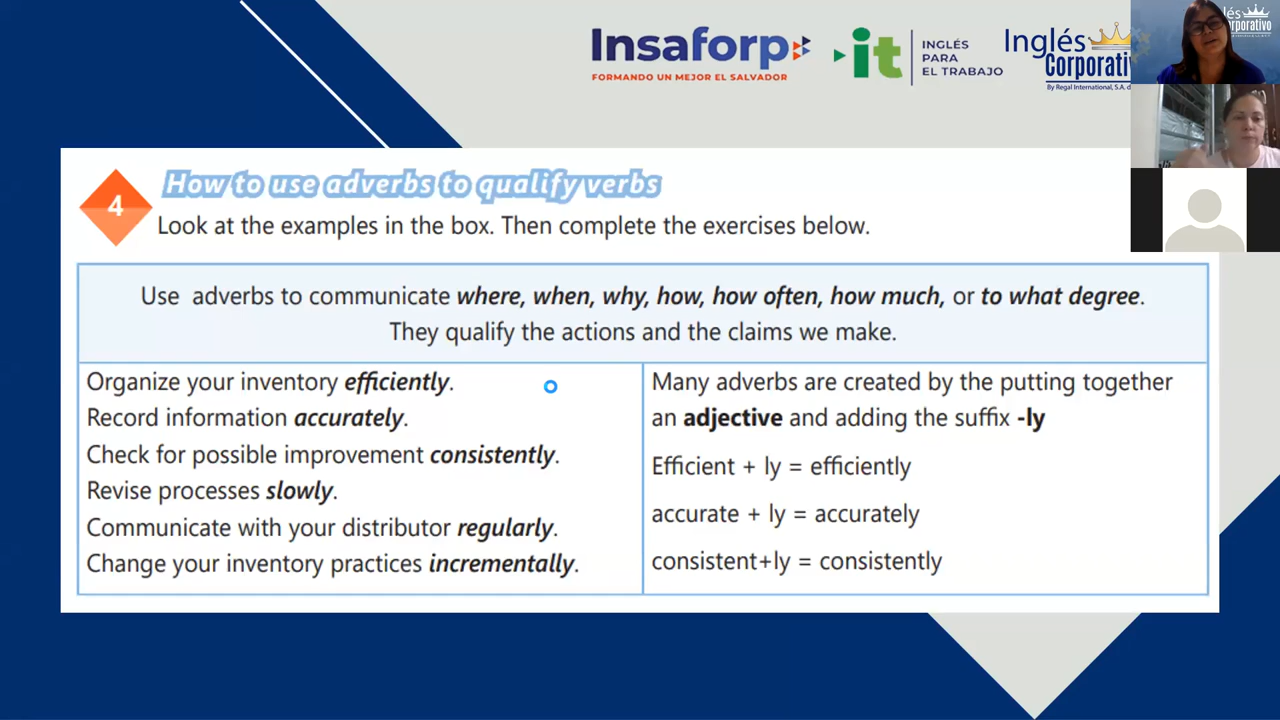 Insaforp
FORMANDO UN MEJOR EL SALVADOR
it
INGLÉS
PARA
EL TRABAJO
Inglés
Corporativ
By Regal International, S.A. d
lés
orporativo
4
How to use adverbs to qualify verbs
Look at the examples in the box. Then complete the exercises below.
Use adverbs to communicate where, when, why, how, how often, how much, or to what degree.
They qualify the actions and the claims we make.
Organize your inventory efficiently.
Record information accurately.
Check for possible improvement consistently.
Revise processes slowly.
Communicate with your distributor regularly.
Change your inventory practices incrementally.
Many adverbs are created by the putting together
an adjective and adding the suffix -ly
Efficient + ly = efficiently
accurate + ly = accurately
consistent+ly = consistently